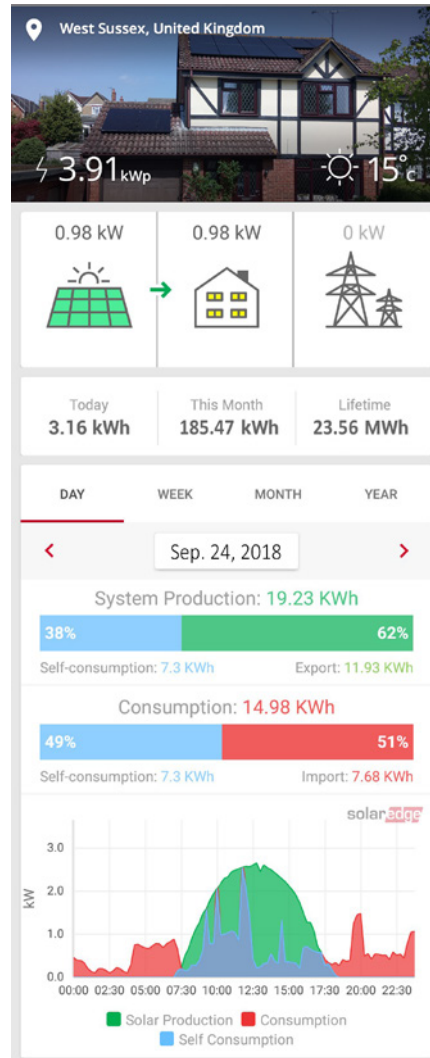 West Sussex, United Kingdom
3.91 kWp
15°c
0.98 kW 0.98 kW 0 kW
Today This Month Lifetime
3.16 kWh 185.47 kWh 23.56 MWh
DAY WEEK MONTH YEAR
< Sep. 24, 2018 >
System Production: 19.23 KWh
38% 62%
Self-consumption: 7.3 KWh Export: 11.93 KWh
Consumption: 14.98 KWh
49% 51%
Self-consumption: 7.3 KWh Import: 7.68 KWh
solaredge
kW
3.0
2.0
1.0
0.0
00:00 02:30 05:00 07:30 10:00 12:30 15:00 17:30 20:00 22:30
Solar Production Consumption
Self Consumption